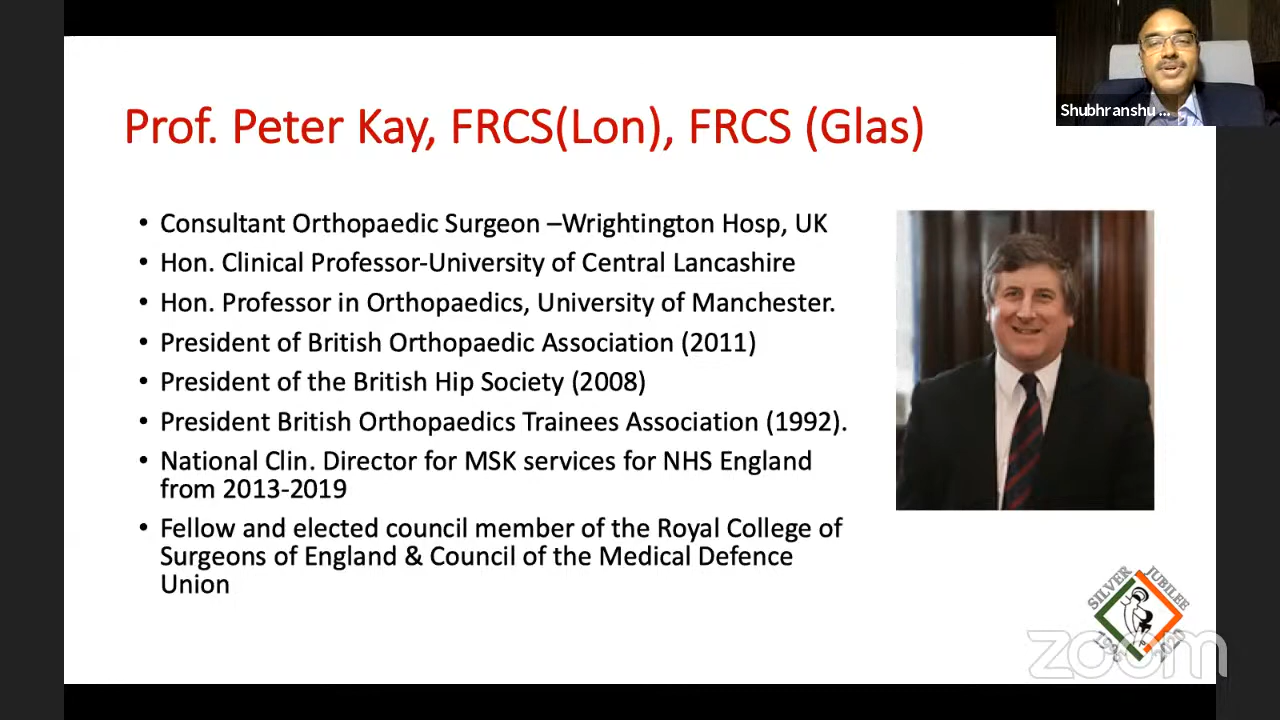 Shubhranshu ...
Prof. Peter Kay, FRCS(Lon), FRCS (Glas)
• Consultant Orthopaedic Surgeon –Wrightington Hosp, UK
• Hon. Clinical Professor-University of Central Lancashire
• Hon. Professor in Orthopaedics, University of Manchester.
• President of British Orthopaedic Association (2011)
• President of the British Hip Society (2008)
• President British Orthopaedics Trainees Association (1992).
• National Clin. Director for MSK services for NHS England
from 2013-2019
• Fellow and elected council member of the Royal College of
Surgeons of England & Council of the Medical Defence
Union
SILVER JUBILEE
zoom